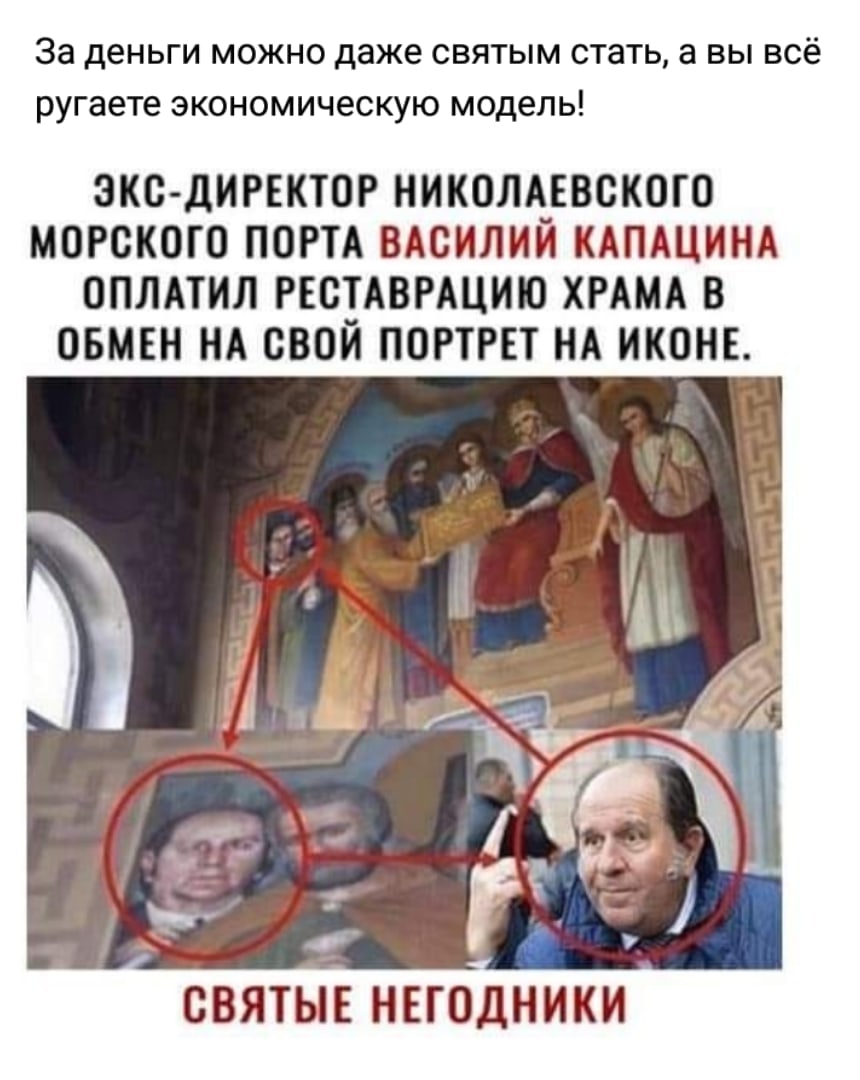 За деньги можно даже святым стать, а вы всё
ругаете экономическую модель!
ЭКС-ДИРЕКТОР НИКОЛАЕВСКОГО
МОРСКОГО ПОРТА ВАСИЛИЙ КАПАЦИНА
ОПЛАТИЛ РЕСТАВРАЦИЮ ХРАМА В
ОБМЕН НА СВОЙ ПОРТРЕТ НА ИКОНЕ.
СВЯТЫЕ НЕГОДНИКИ